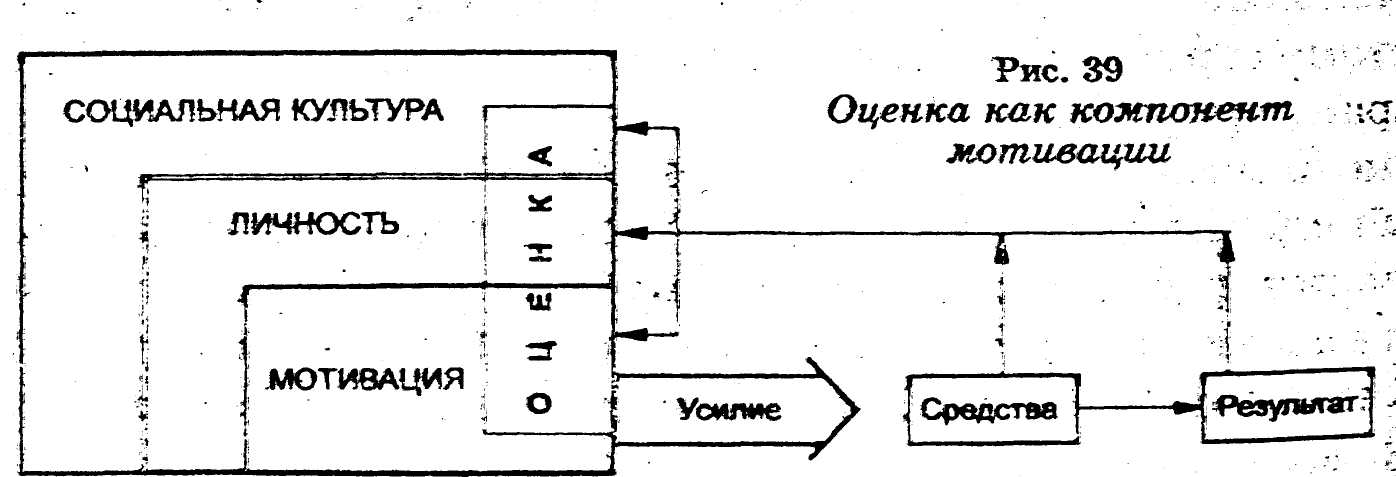 Рис. 39
Оценка как компонент
мотивации
СОЦИАЛЬНАЯ КУЛЬТУРА
ЛИЧНОСТЬ
МОТИВАЦИЯ
ОЦЕНКА
Усилие
Средства
Результат